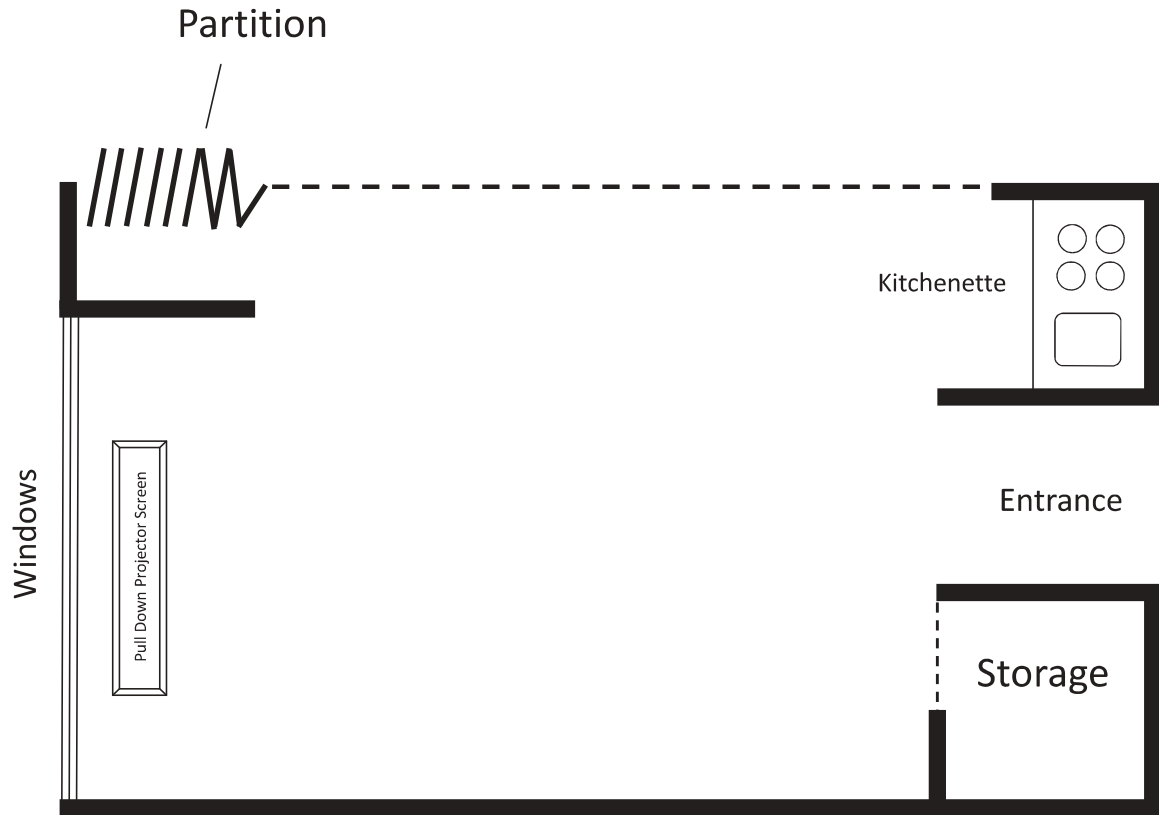 Partition
Kitchenette
Windows
Pull Down Projector Screen
Entrance
Storage